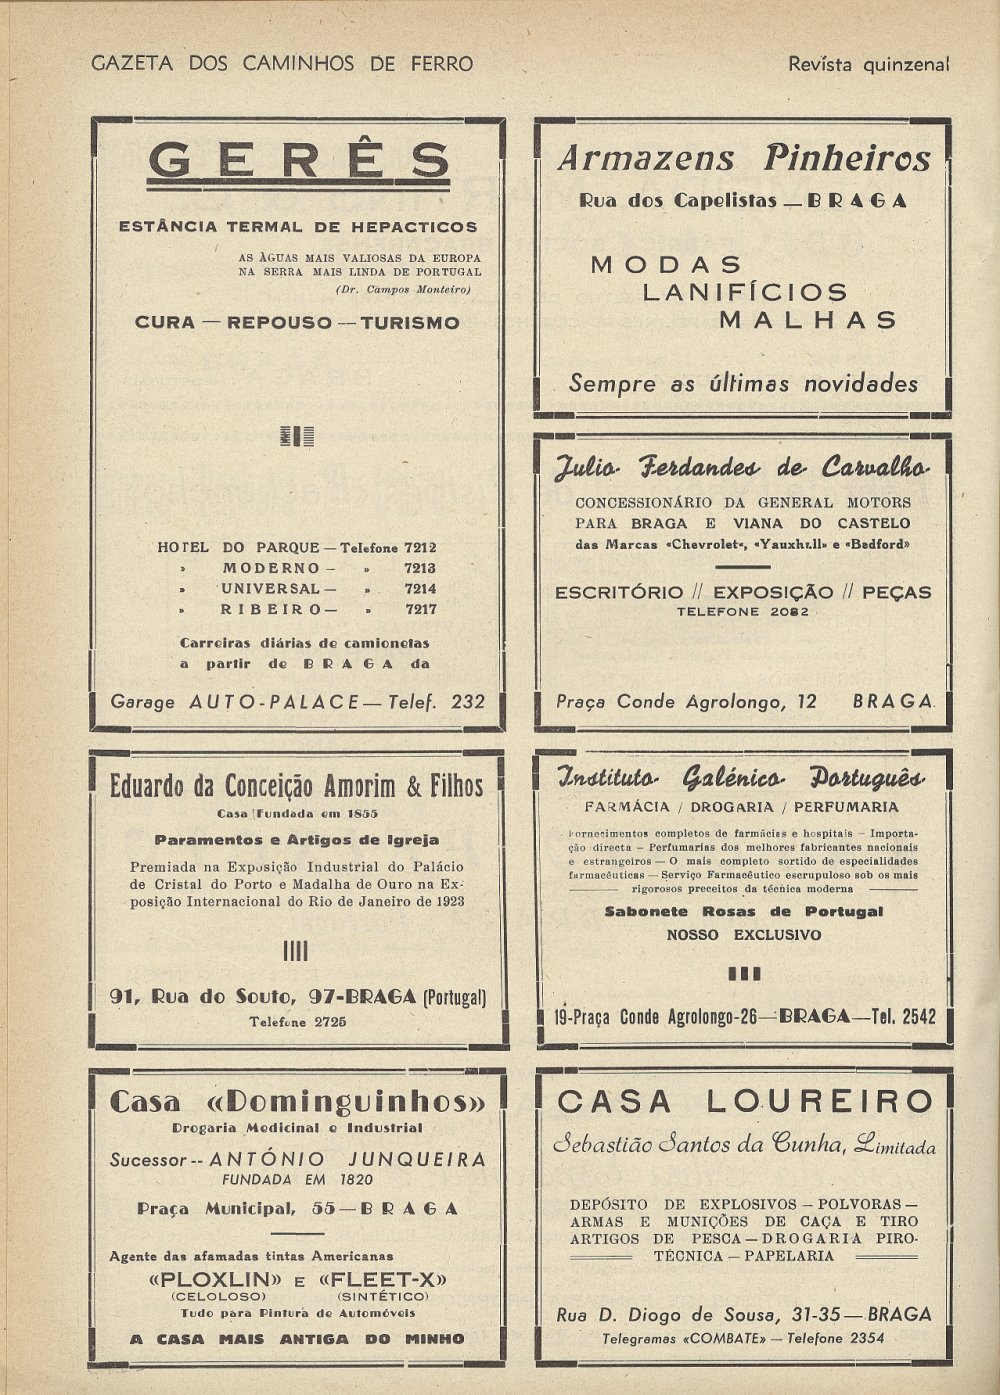 GAZETA DOS CAMINHOS DE FERRO
Revista quinzenal
GERÊS
ESTÂNCIA TERMAL DE HEPACTICOS
AS ÀGUAS MAIS VALIOSAS DA EUROPA
NA SERRA MAIS LINDA DE PORTUGAL
(Dr. Campos Monteiro)
CURA — REPOUSO — TURISMO
HOTEL DO PARQUE — Telefone 7212
» MODERNO — » 7213
» UNIVERSAL — » 7214
» RIBEIRO — » 7217
Carreiras diárias de camionetas
a partir de BRAGA da
Garage AUTO-PALACE — Telef. 232
Armazens Pinheiros
Rua dos Capelistas — BRAGA
MODAS
LANIFÍCIOS
MALHAS
Sempre as últimas novidades
Julio Ferdandes de Carvalho
CONCESSIONÁRIO DA GENERAL MOTORS
PARA BRAGA E VIANA DO CASTELO
das Marcas «Chevrolet», «Yauxhall» e «Bedford»
ESCRITÓRIO // EXPOSIÇÃO // PEÇAS
TELEFONE 2082
Praça Conde Agrolongo, 12 BRAGA
Eduardo da Conceição Amorim & Filhos
Casa Fundada em 1855
Paramentos e Artigos de Igreja
Premiada na Exposição Industrial do Palácio
de Cristal do Porto e Madalha de Ouro na Ex-
posição Internacional do Rio de Janeiro de 1923
91, Rua do Souto, 97-BRAGA (Portugal)
Telefone 2725
Instituto Galénico Português
FARMÁCIA / DROGARIA / PERFUMARIA
Fornecimentos completos de farmácias e hospitais — Importa-
ção directa — Perfumarias dos melhores fabricantes nacionais
e estrangeiros — O mais completo sortido de especialidades
farmacêuticas — Serviço Farmacêutico escrupuloso sob os mais
rigorosos preceitos da técnica moderna
Sabonete Rosas de Portugal
NOSSO EXCLUSIVO
19-Praça Conde Agrolongo-26—BRAGA—Tel. 2542
Casa «Dominguinhos»
Drogaria Medicinal e Industrial
Sucessor -- ANTÓNIO JUNQUEIRA
FUNDADA EM 1820
Praça Municipal, 55 — BRAGA
Agente das afamadas tintas Americanas
«PLOXLIN» E «FLEET-X»
(CELOLOSO) (SINTÉTICO)
Tudo para Pintura de Automóveis
A CASA MAIS ANTIGA DO MINHO
CASA LOUREIRO
Sebastião Santos da Cunha, Limitada
DEPÓSITO DE EXPLOSIVOS — POLVORAS —
ARMAS E MUNIÇÕES DE CAÇA E TIRO
ARTIGOS DE PESCA — DROGARIA PIRO-
TÉCNICA — PAPELARIA
Rua D. Diogo de Sousa, 31-35 — BRAGA
Telegramas «COMBATE» — Telefone 2354